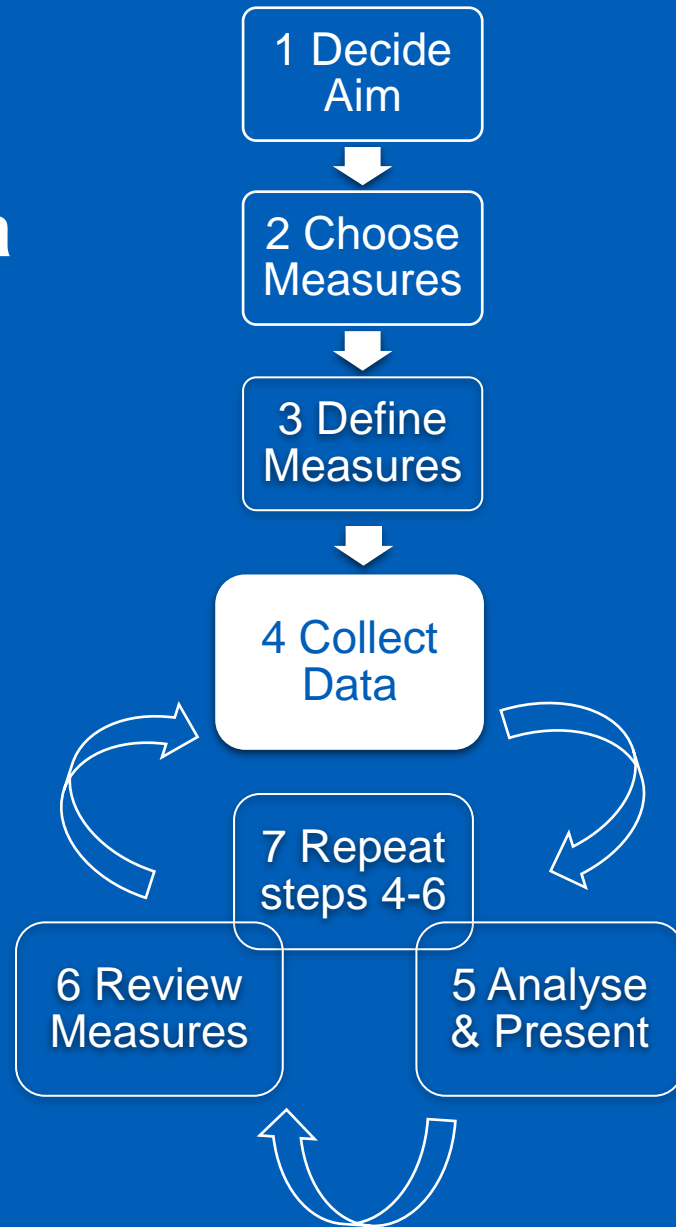 1 Decide
Aim
2 Choose
Measures
3 Define
Measures
4 Collect
Data
7 Repeat
steps 4-6
6 Review
Measures
5 Analyse
& Present